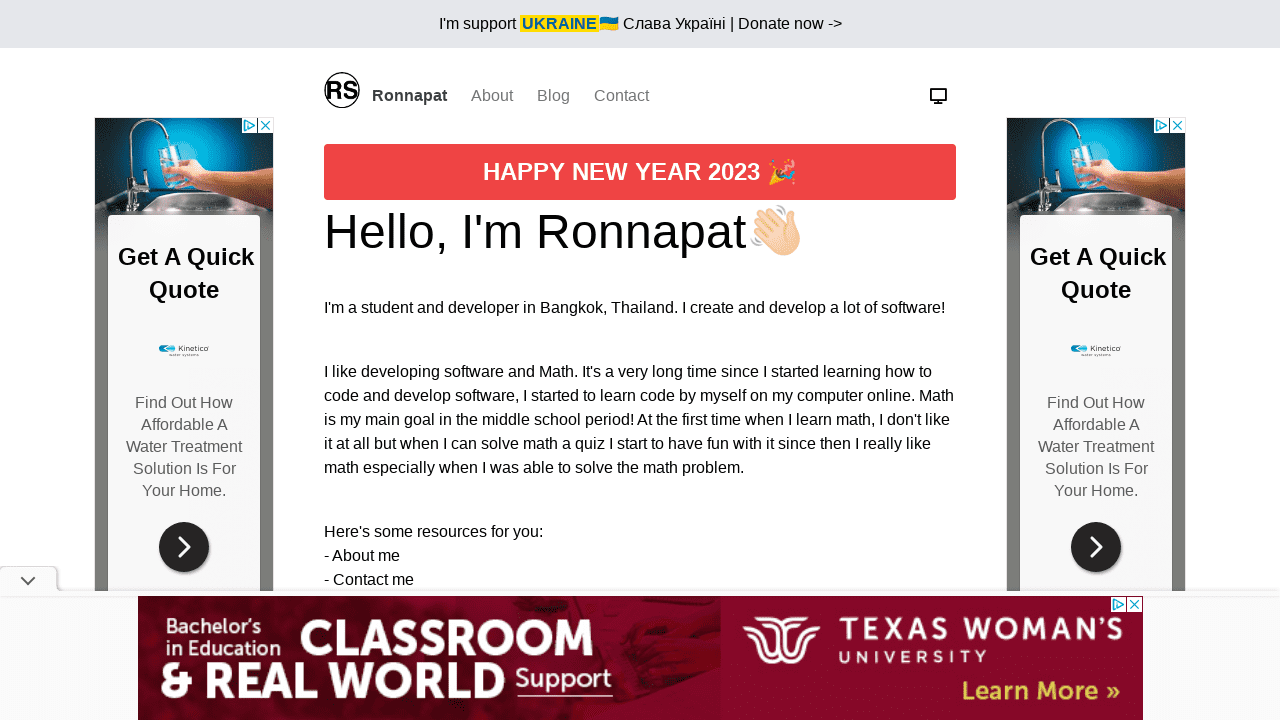 I'm support UKRAINE🇺🇦 Слава Україні | Donate now ->
RS Ronnapat About Blog Contact
HAPPY NEW YEAR 2023 🎉
Hello, I'm Ronnapat👋🏻
I'm a student and developer in Bangkok, Thailand. I create and develop a lot of software!
I like developing software and Math. It's a very long time since I started learning how to
code and develop software, I started to learn code by myself on my computer online. Math
is my main goal in the middle school period! At the first time when I learn math, I don't like
it at all but when I can solve math a quiz I start to have fun with it since then I really like
math especially when I was able to solve the math problem.
Here's some resources for you:
- About me
- Contact me
Get A Quick
Quote
Kinetico
water systems
Find Out How
Affordable A
Water Treatment
Solution Is For
Your Home.
Get A Quick
Quote
Kinetico
water systems
Find Out How
Affordable A
Water Treatment
Solution Is For
Your Home.
Bachelor's
in Education
CLASSROOM
& REAL WORLD Support
TEXAS WOMAN'S
UNIVERSITY
Learn More »